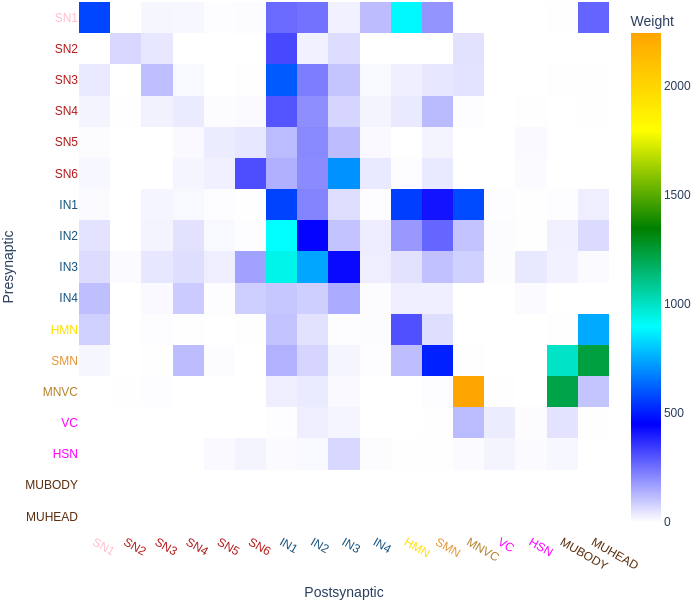 Weight
SN1
SN2
SN3
SN4
SN5
SN6
IN1
IN2
IN3
IN4
HMN
SMN
MNVC
VC
HSN
MUBODY
MUHEAD
Presynaptic
2000
1500
1000
500
0
SN1 SN2 SN3 SN4 SN5 SN6 IN1 IN2 IN3 IN4 HMN SMN MNVC VC HSN MUBODY MUHEAD
Postsynaptic